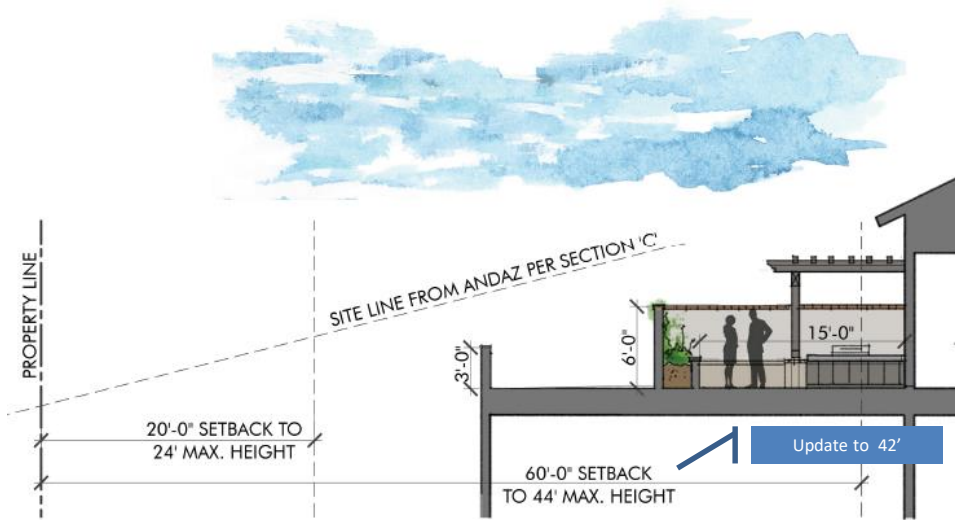 PROPERTY LINE
SITE LINE FROM ANDAZ PER SECTION 'C'
3'-0"
6'-0"
15'-0"
20'-0" SETBACK TO
24' MAX. HEIGHT
Update to 42'
60'-0" SETBACK
TO 44' MAX. HEIGHT